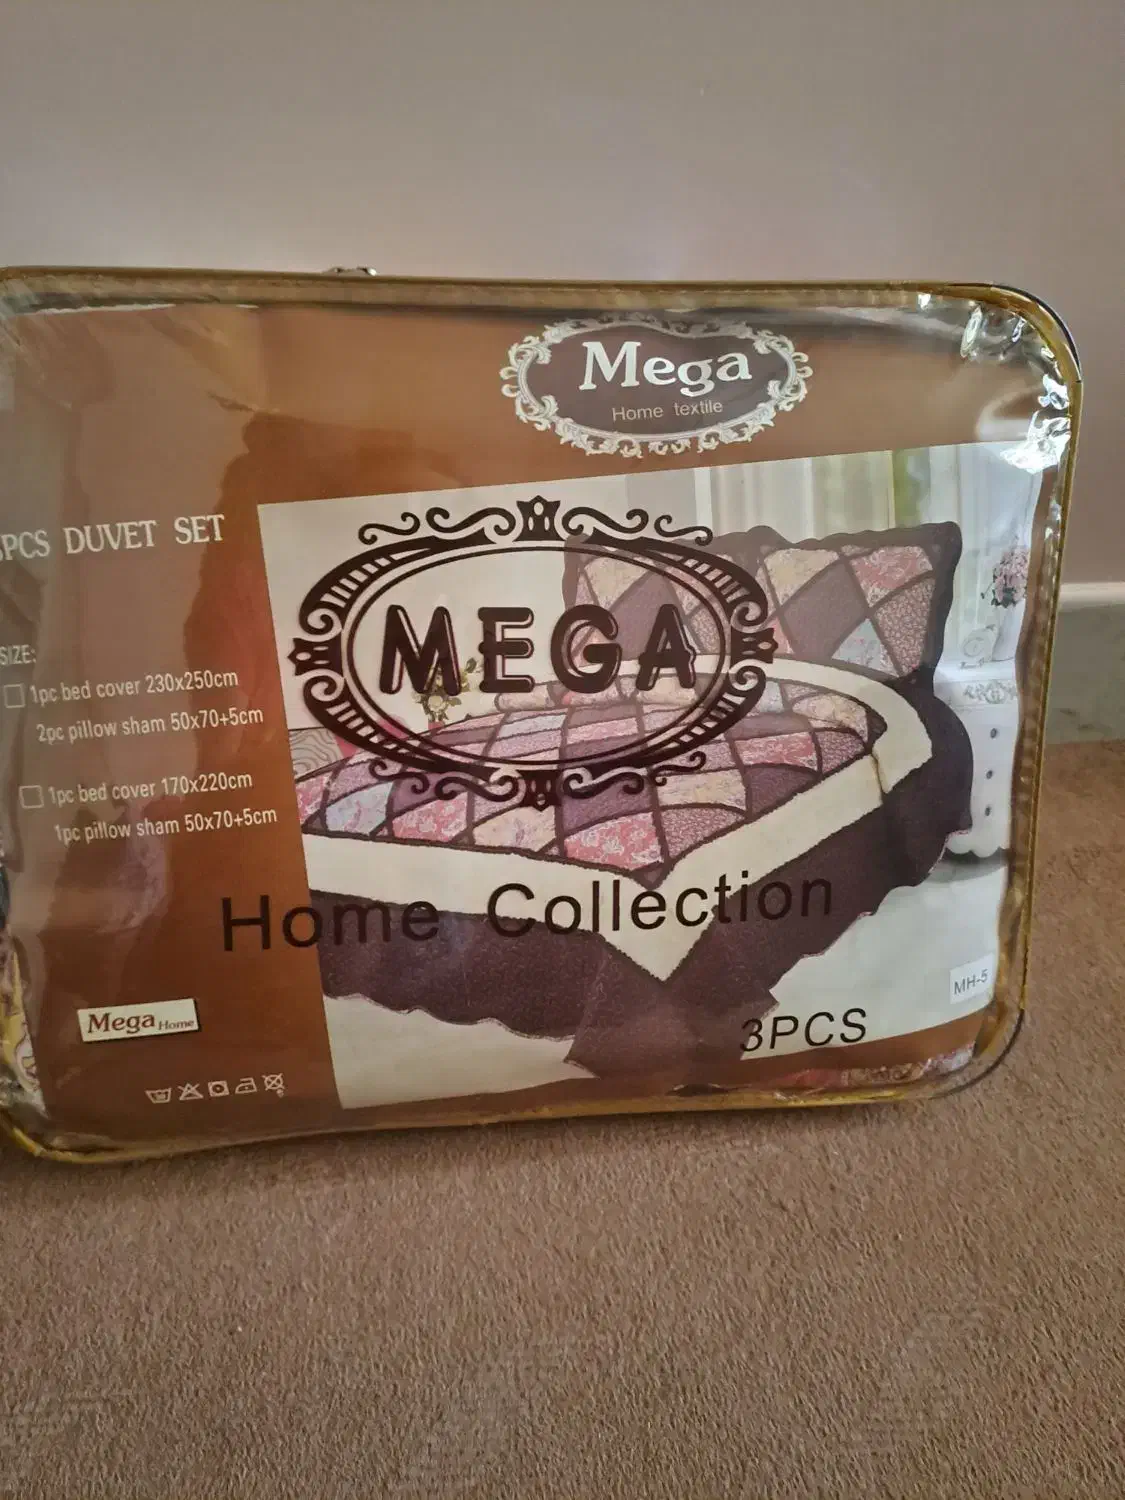 Mega
Home textile
PCS DUVET SET
MEGA
SIZE:
1pc bed cover 230x250cm
2pc pillow sham 50x70+5cm
1pc bed cover 170x220cm
1pc pillow sham 50x70+5cm
Home Collection
MH-5
Mega Home
3PCS